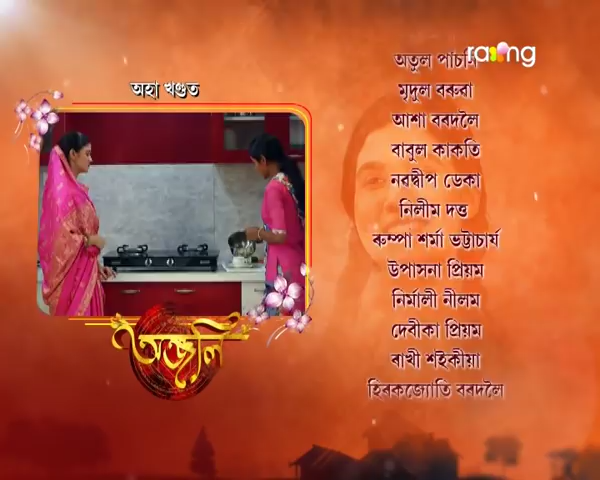 rang
অহা খণ্ডত
অতুল পাচনি
মৃদুল বৰুৱা
আশা বৰদলৈ
বাবুল কাকতি
নৱদ্বীপ ডেকা
নিলীম দত্ত
ৰুম্পা শৰ্মা ভট্টাচাৰ্য
উপাসনা প্ৰিয়ম
নিৰ্মালী নীলম
দেবীকা প্ৰিয়ম
ৰাখী শইকীয়া
হিৰকজ্যোতি বৰদলৈ
অঞ্জলি